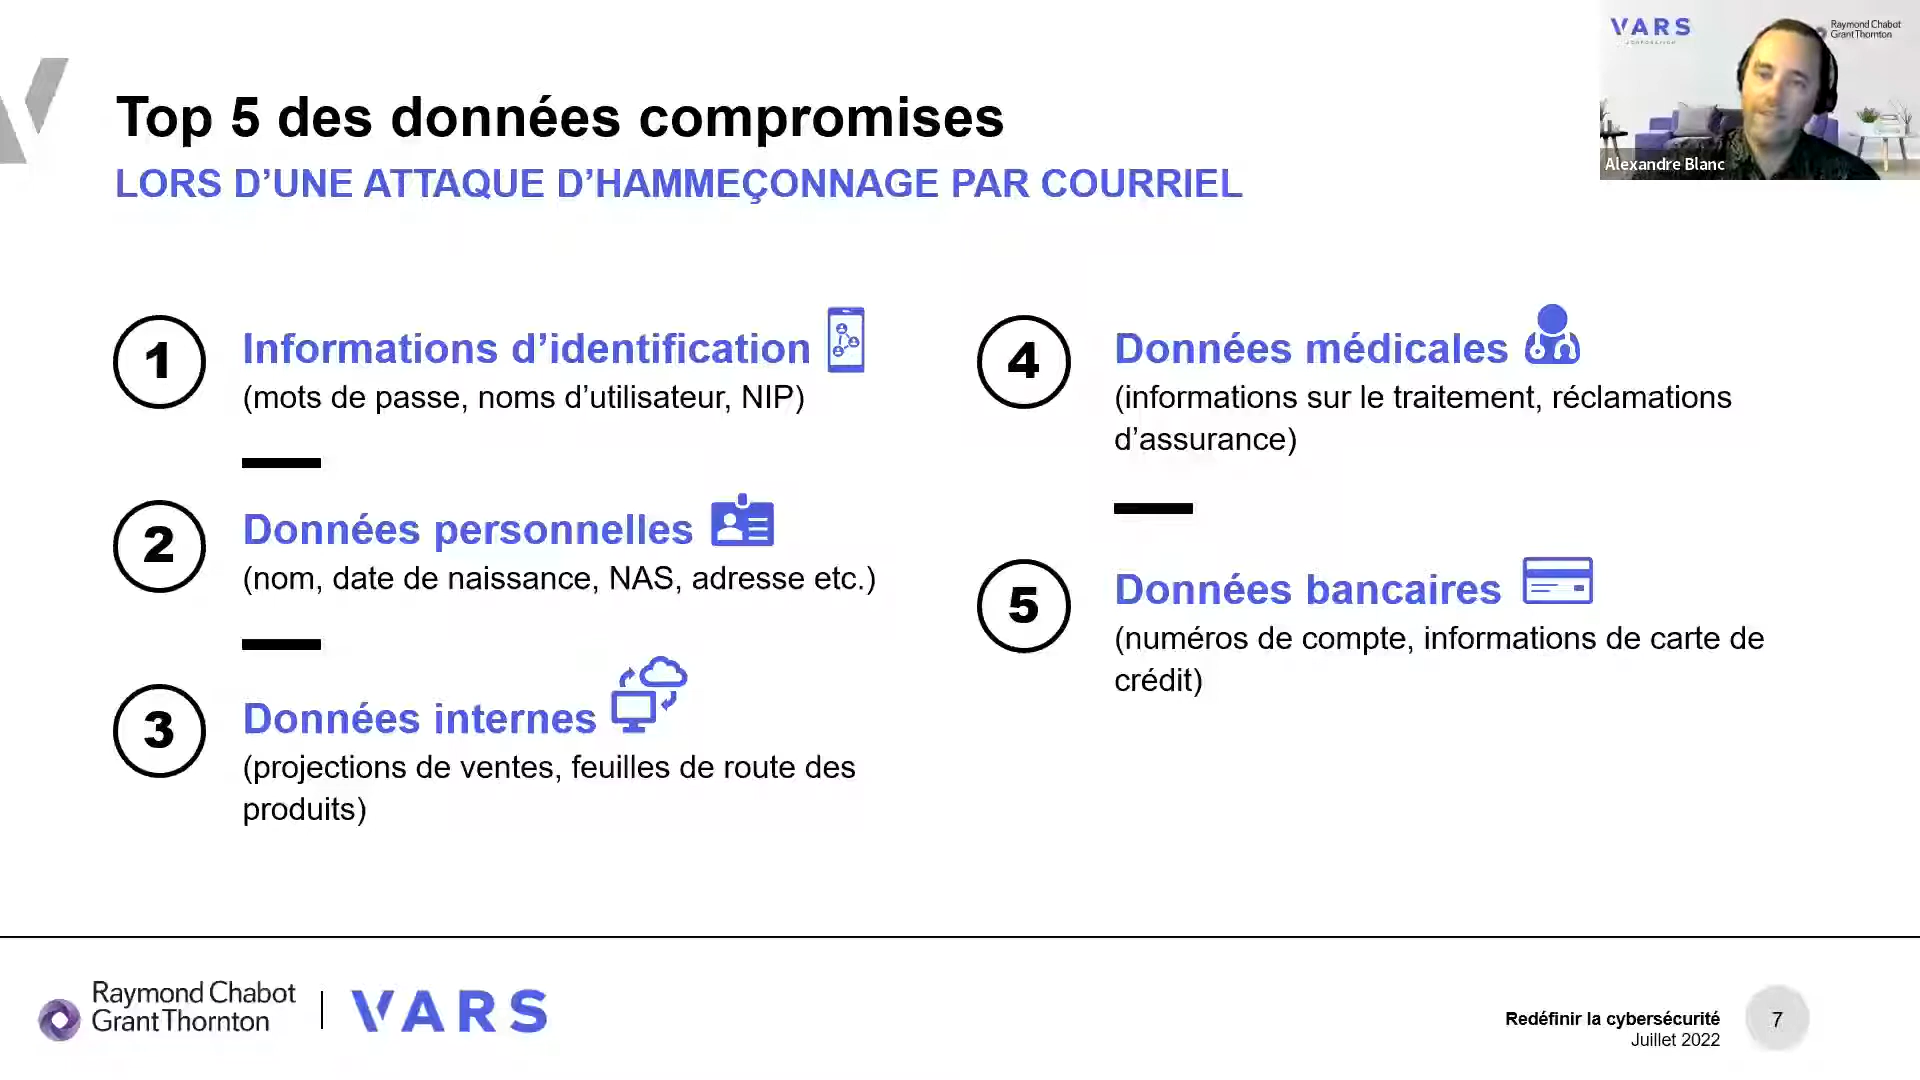 VARS
CORPORATION
Raymond Chabot
Grant Thornton
Alexandre Blanc
Top 5 des données compromises
LORS D’UNE ATTAQUE D’HAMMEÇONNAGE PAR COURRIEL
1
Informations d’identification
(mots de passe, noms d’utilisateur, NIP)
2
Données personnelles
(nom, date de naissance, NAS, adresse etc.)
3
Données internes
(projections de ventes, feuilles de route des
produits)
4
Données médicales
(informations sur le traitement, réclamations
d’assurance)
5
Données bancaires
(numéros de compte, informations de carte de
crédit)
Raymond Chabot
Grant Thornton
VARS
Redéfinir la cybersécurité
Juillet 2022
7